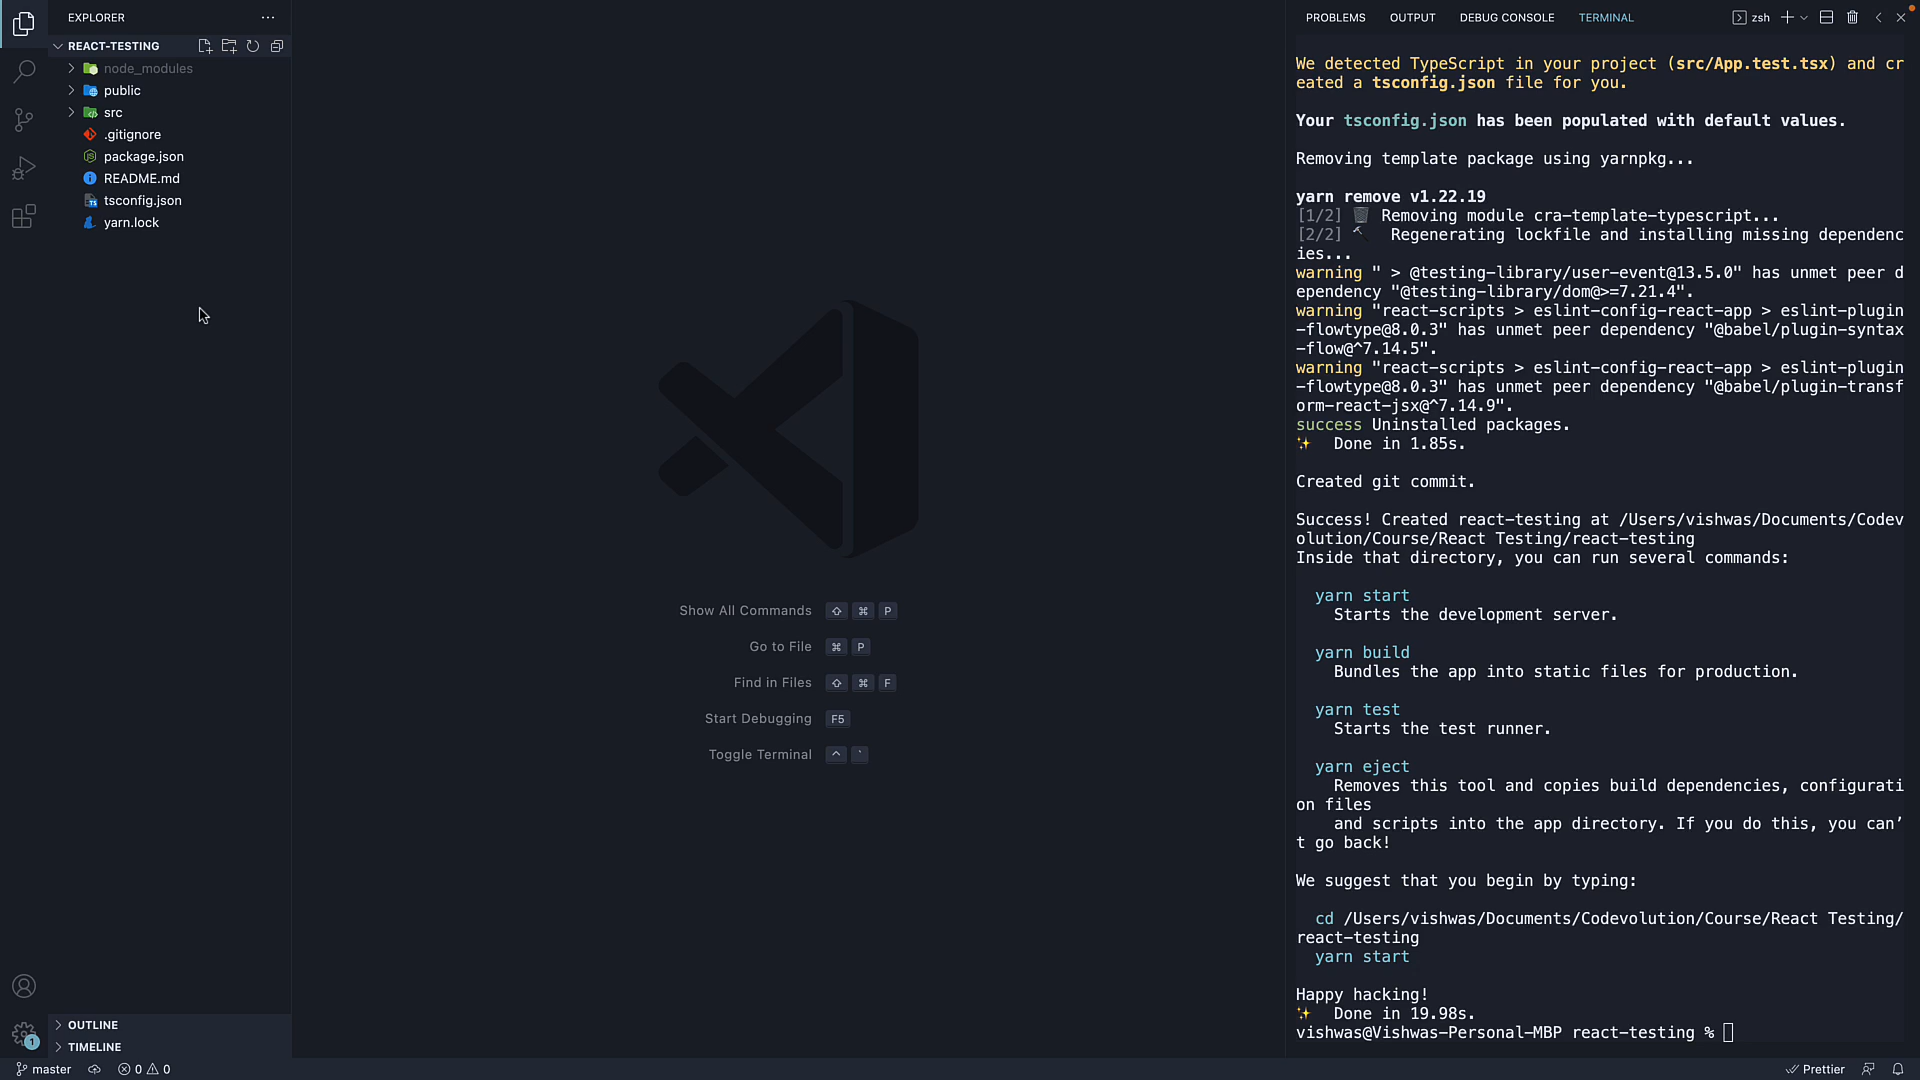 EXPLORER
REACT-TESTING
node_modules
public
src
.gitignore
package.json
README.md
tsconfig.json
yarn.lock
OUTLINE
TIMELINE
1
master
0 0
Show All Commands ⇧ ⌘ P
Go to File ⌘ P
Find in Files ⇧ ⌘ F
Start Debugging F5
Toggle Terminal ^ `
PROBLEMS OUTPUT DEBUG CONSOLE TERMINAL
zsh
We detected TypeScript in your project (src/App.test.tsx) and cr
eated a tsconfig.json file for you.
Your tsconfig.json has been populated with default values.
Removing template package using yarnpkg...
yarn remove v1.22.19
[1/2] 🗑 Removing module cra-template-typescript...
[2/2] 🔨 Regenerating lockfile and installing missing dependenc
ies...
warning " > @testing-library/user-event@13.5.0" has unmet peer d
ependency "@testing-library/dom@>=7.21.4".
warning "react-scripts > eslint-config-react-app > eslint-plugin
-flowtype@8.0.3" has unmet peer dependency "@babel/plugin-syntax
-flow@^7.14.5".
warning "react-scripts > eslint-config-react-app > eslint-plugin
-flowtype@8.0.3" has unmet peer dependency "@babel/plugin-transf
orm-react-jsx@^7.14.9".
success Uninstalled packages.
✨ Done in 1.85s.
Created git commit.
Success! Created react-testing at /Users/vishwas/Documents/Codev
olution/Course/React Testing/react-testing
Inside that directory, you can run several commands:
yarn start
Starts the development server.
yarn build
Bundles the app into static files for production.
yarn test
Starts the test runner.
yarn eject
Removes this tool and copies build dependencies, configurati
on files
and scripts into the app directory. If you do this, you can’
t go back!
We suggest that you begin by typing:
cd /Users/vishwas/Documents/Codevolution/Course/React Testing/
react-testing
yarn start
Happy hacking!
✨ Done in 19.98s.
vishwas@Vishwas-Personal-MBP react-testing %
Prettier